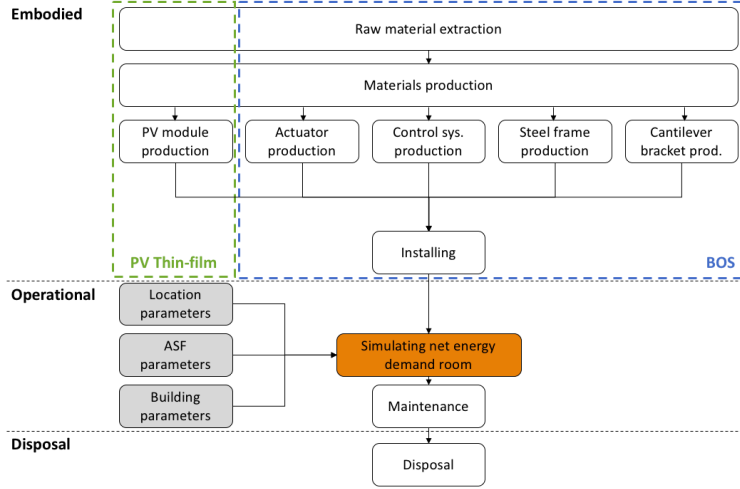 Embodied
Raw material extraction
Materials production
PV module
production
Actuator
production
Control sys.
production
Steel frame
production
Cantilever
bracket prod.
Installing
PV Thin-film
BOS
Operational
Location
parameters
ASF
parameters
Building
parameters
Simulating net energy
demand room
Maintenance
Disposal
Disposal